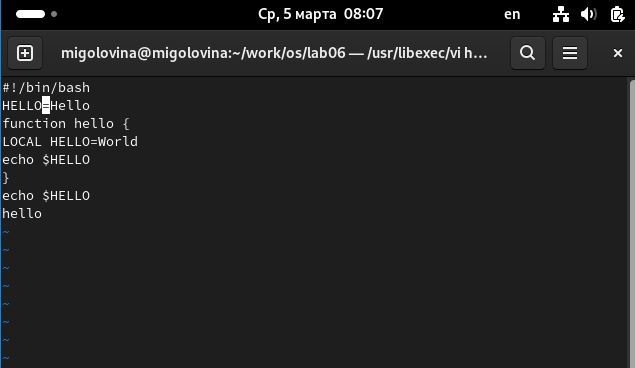 Ср, 5 марта 08:07
en
migolovina@migolovina:~/work/os/lab06 — /usr/libexec/vi h…
#!/bin/bash
HELLO=Hello
function hello {
LOCAL HELLO=World
echo $HELLO
}
echo $HELLO
hello
~
~
~
~
~
~
~
~